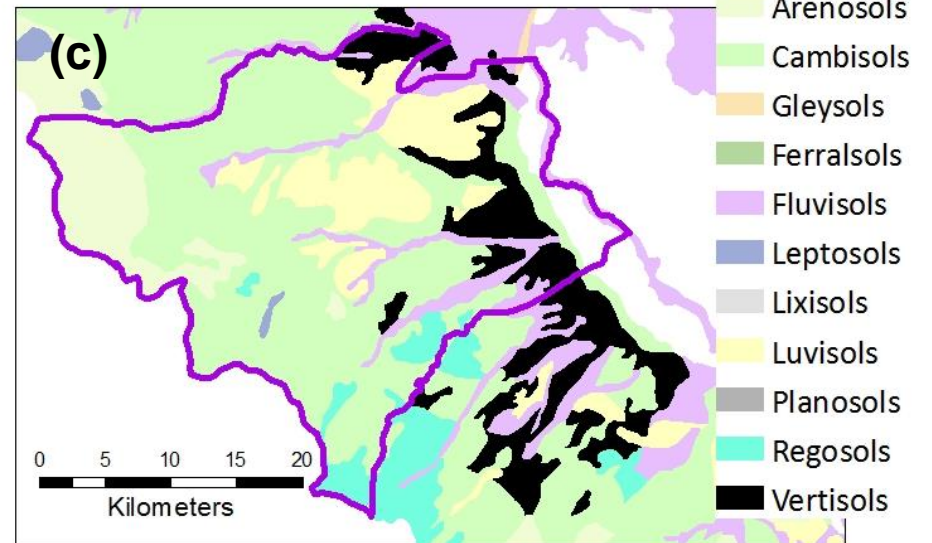 (c)
Arenosols
Cambisols
Gleysols
Ferralsols
Fluvisols
Leptosols
Lixisols
Luvisols
Planosols
Regosols
Vertisols
0 5 10 15 20
Kilometers